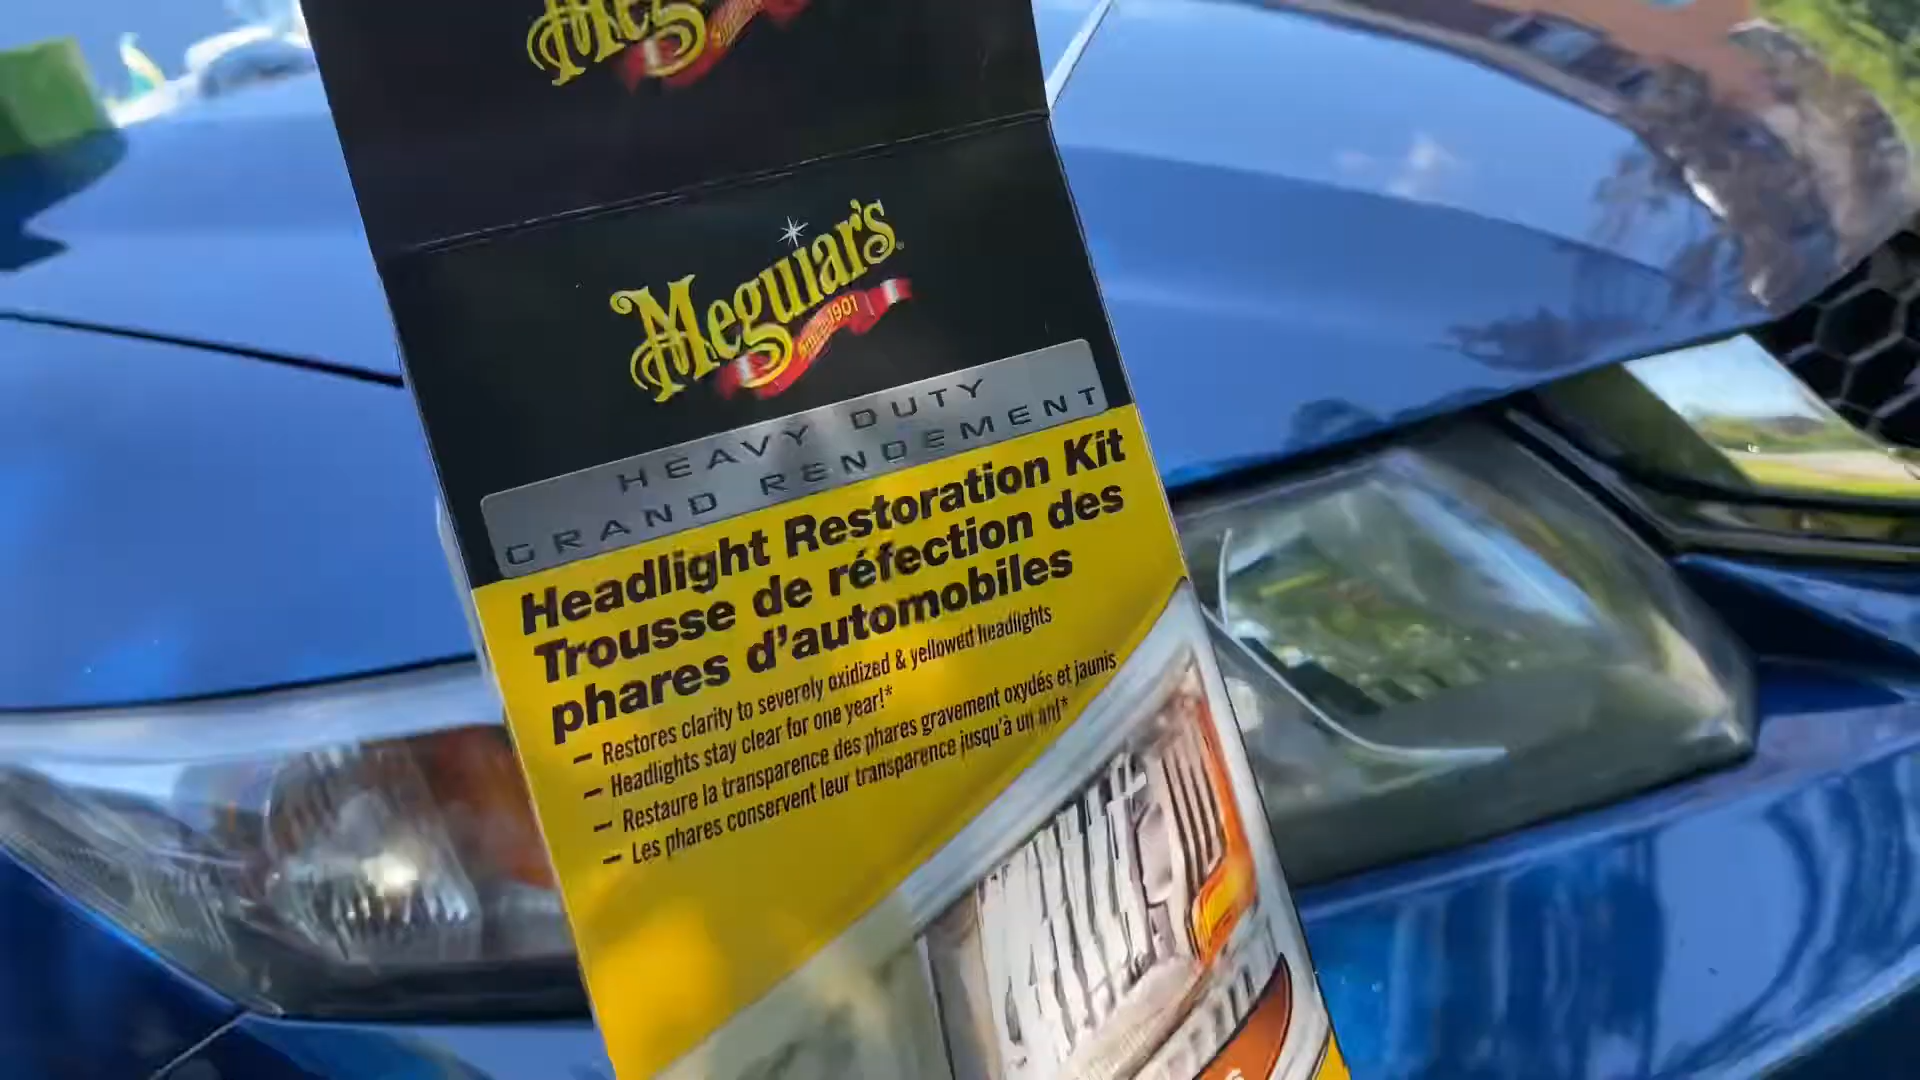 Meg
Meguiar's
Since 1901
HEAVY DUTY
GRAND RENDEMENT
Headlight Restoration Kit
Trousse de réfection des
phares d'automobiles
– Restores clarity to severely oxidized & yellowed headlights
– Headlights stay clear for one year!*
– Restaure la transparence des phares gravement oxydés et jaunis
– Les phares conservent leur transparence jusqu'à un an!*